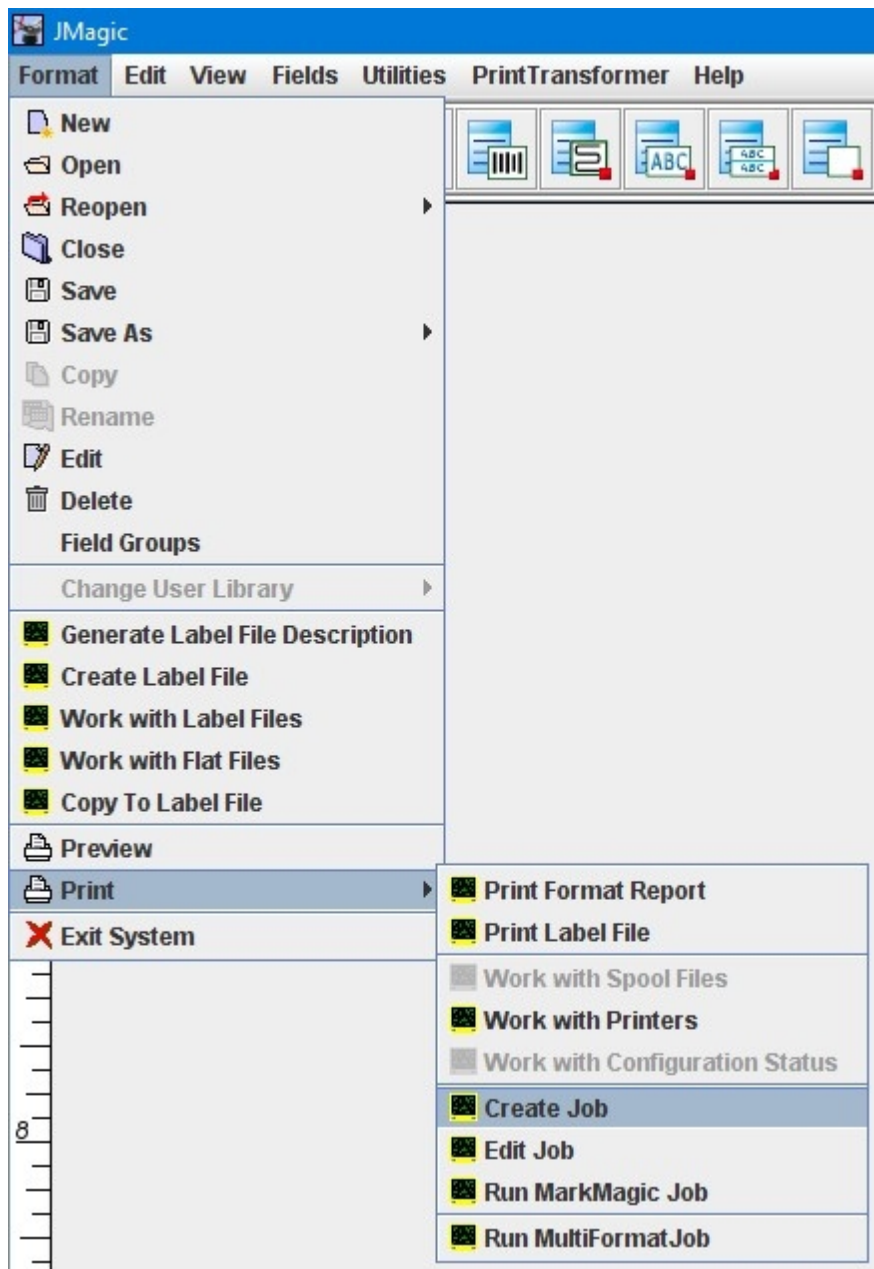 JMagic
Format Edit View Fields Utilities PrintTransformer Help
New
Open
Reopen
Close
Save
Save As
Copy
Rename
Edit
Delete
Field Groups
Change User Library
Generate Label File Description
Create Label File
Work with Label Files
Work with Flat Files
Copy To Label File
Preview
Print
Exit System
Print Format Report
Print Label File
Work with Spool Files
Work with Printers
Work with Configuration Status
Create Job
Edit Job
Run MarkMagic Job
Run MultiFormatJob
ABC
ABC
ABC
8